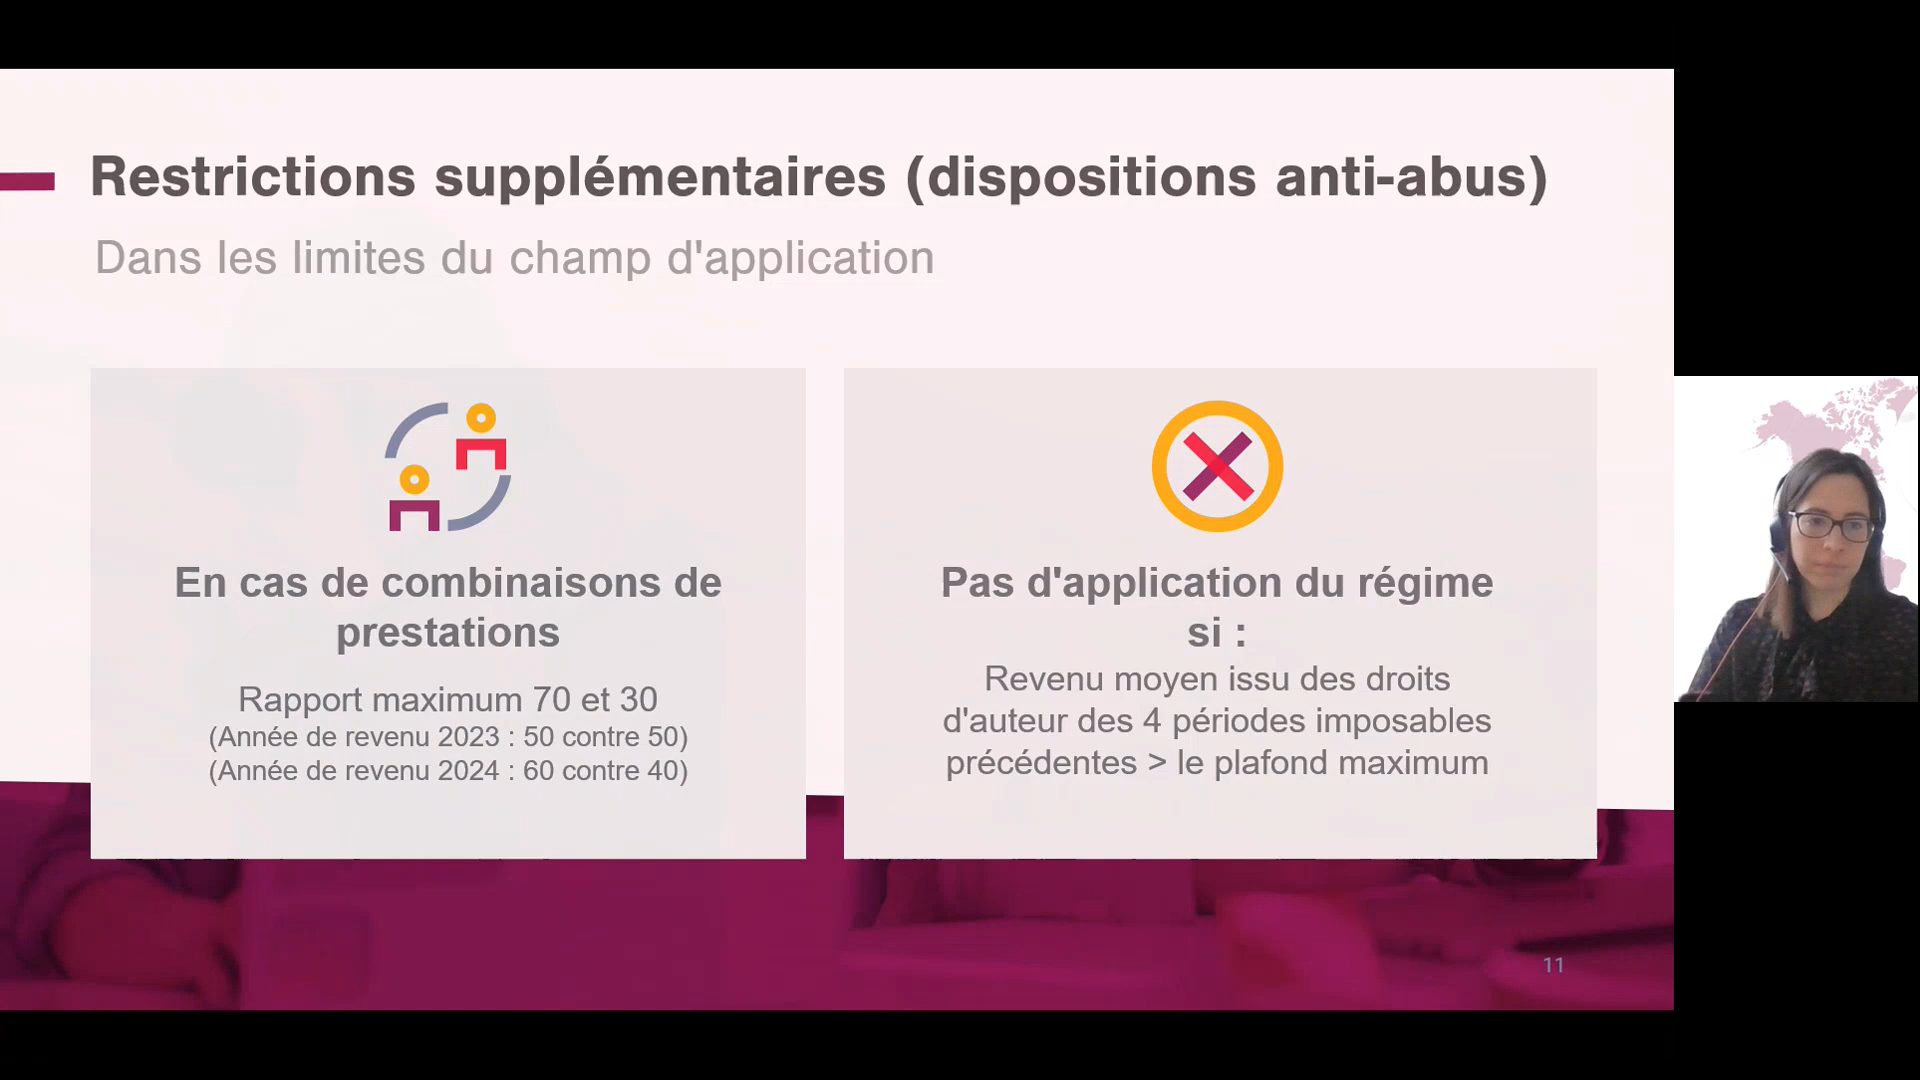 Restrictions supplémentaires (dispositions anti-abus)
Dans les limites du champ d'application
En cas de combinaisons de
prestations
Rapport maximum 70 et 30
(Année de revenu 2023 : 50 contre 50)
(Année de revenu 2024 : 60 contre 40)
Pas d'application du régime
si :
Revenu moyen issu des droits
d'auteur des 4 périodes imposables
précédentes > le plafond maximum
11